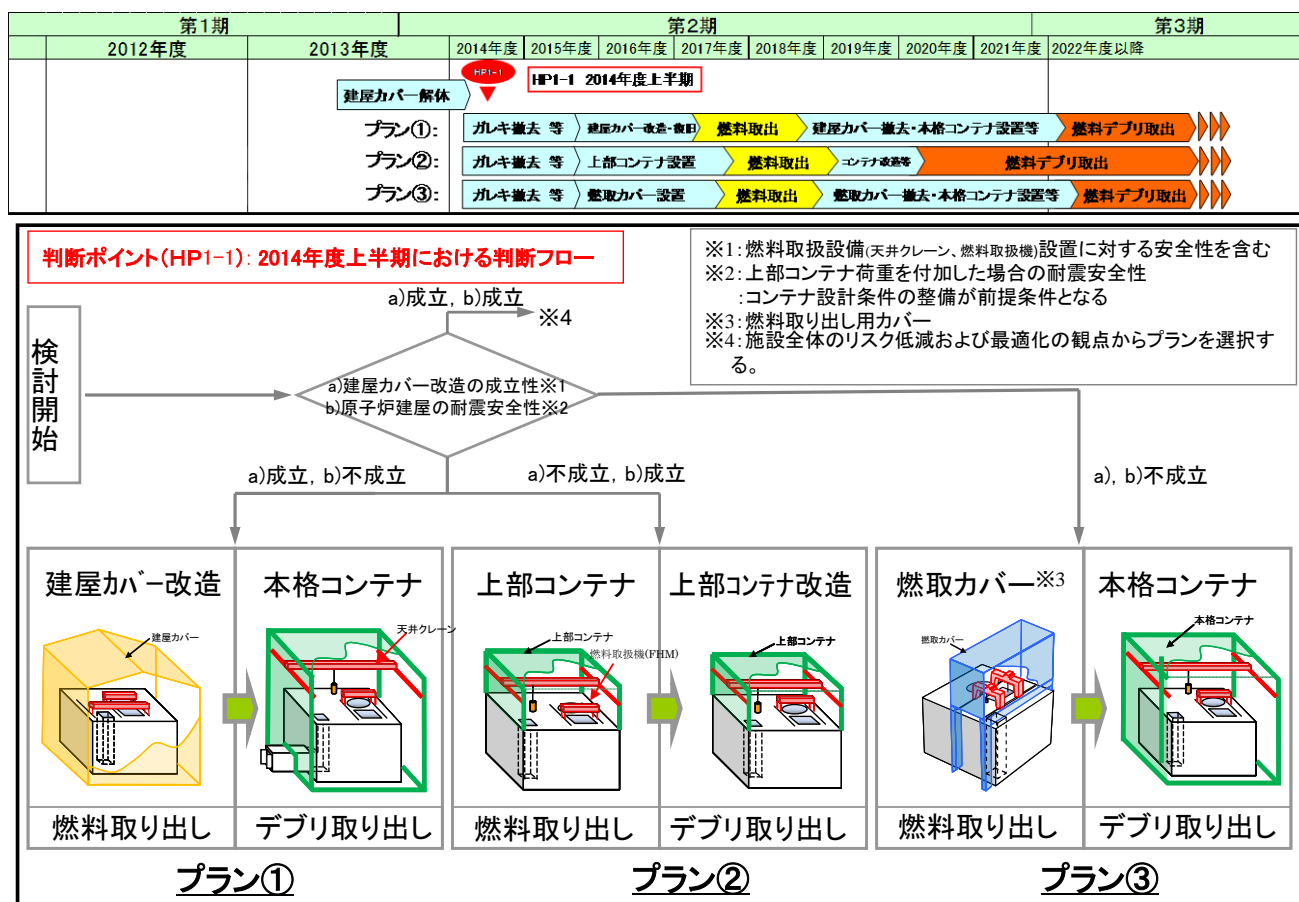 第1期 第2期 第3期
2012年度 2013年度 2014年度 2015年度 2016年度 2017年度 2018年度 2019年度 2020年度 2021年度 2022年度以降
HP1-1
HP1-1 2014年度上半期
建屋カバー解体
プラン①: ガレキ撤去 等 建屋カバー改造・復旧 燃料取出 建屋カバー撤去・本格コンテナ設置等 燃料デブリ取出
プラン②: ガレキ撤去 等 上部コンテナ設置 燃料取出 コンテナ改造等 燃料デブリ取出
プラン③: ガレキ撤去 等 燃取カバー設置 燃料取出 燃取カバー撤去・本格コンテナ設置等 燃料デブリ取出
判断ポイント(HP1-1): 2014年度上半期における判断フロー
※1:燃料取扱設備(天井クレーン、燃料取扱機)設置に対する安全性を含む
※2:上部コンテナ荷重を付加した場合の耐震安全性
:コンテナ設計条件の整備が前提条件となる
※3:燃料取り出し用カバー
※4:施設全体のリスク低減および最適化の観点からプランを選択す
る。
a)成立, b)成立
※4
検討開始
a)建屋カバー改造の成立性※1
b)原子炉建屋の耐震安全性※2
a)成立, b)不成立
a)不成立, b)成立
a), b)不成立
建屋カバー改造 本格コンテナ 上部コンテナ 上部コンテナ改造 燃取カバー※3 本格コンテナ
建屋カバー
天井クレーン
上部コンテナ
燃料取扱機(FHM)
上部コンテナ
燃取カバー
本格コンテナ
燃料取り出し デブリ取り出し 燃料取り出し デブリ取り出し 燃料取り出し デブリ取り出し
プラン① プラン② プラン③